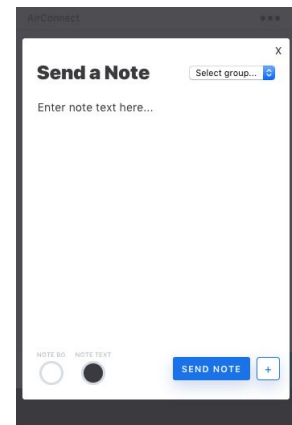 AirConnect
X
Send a Note
Select group...
Enter note text here...
NOTE BG NOTE TEXT
SEND NOTE +